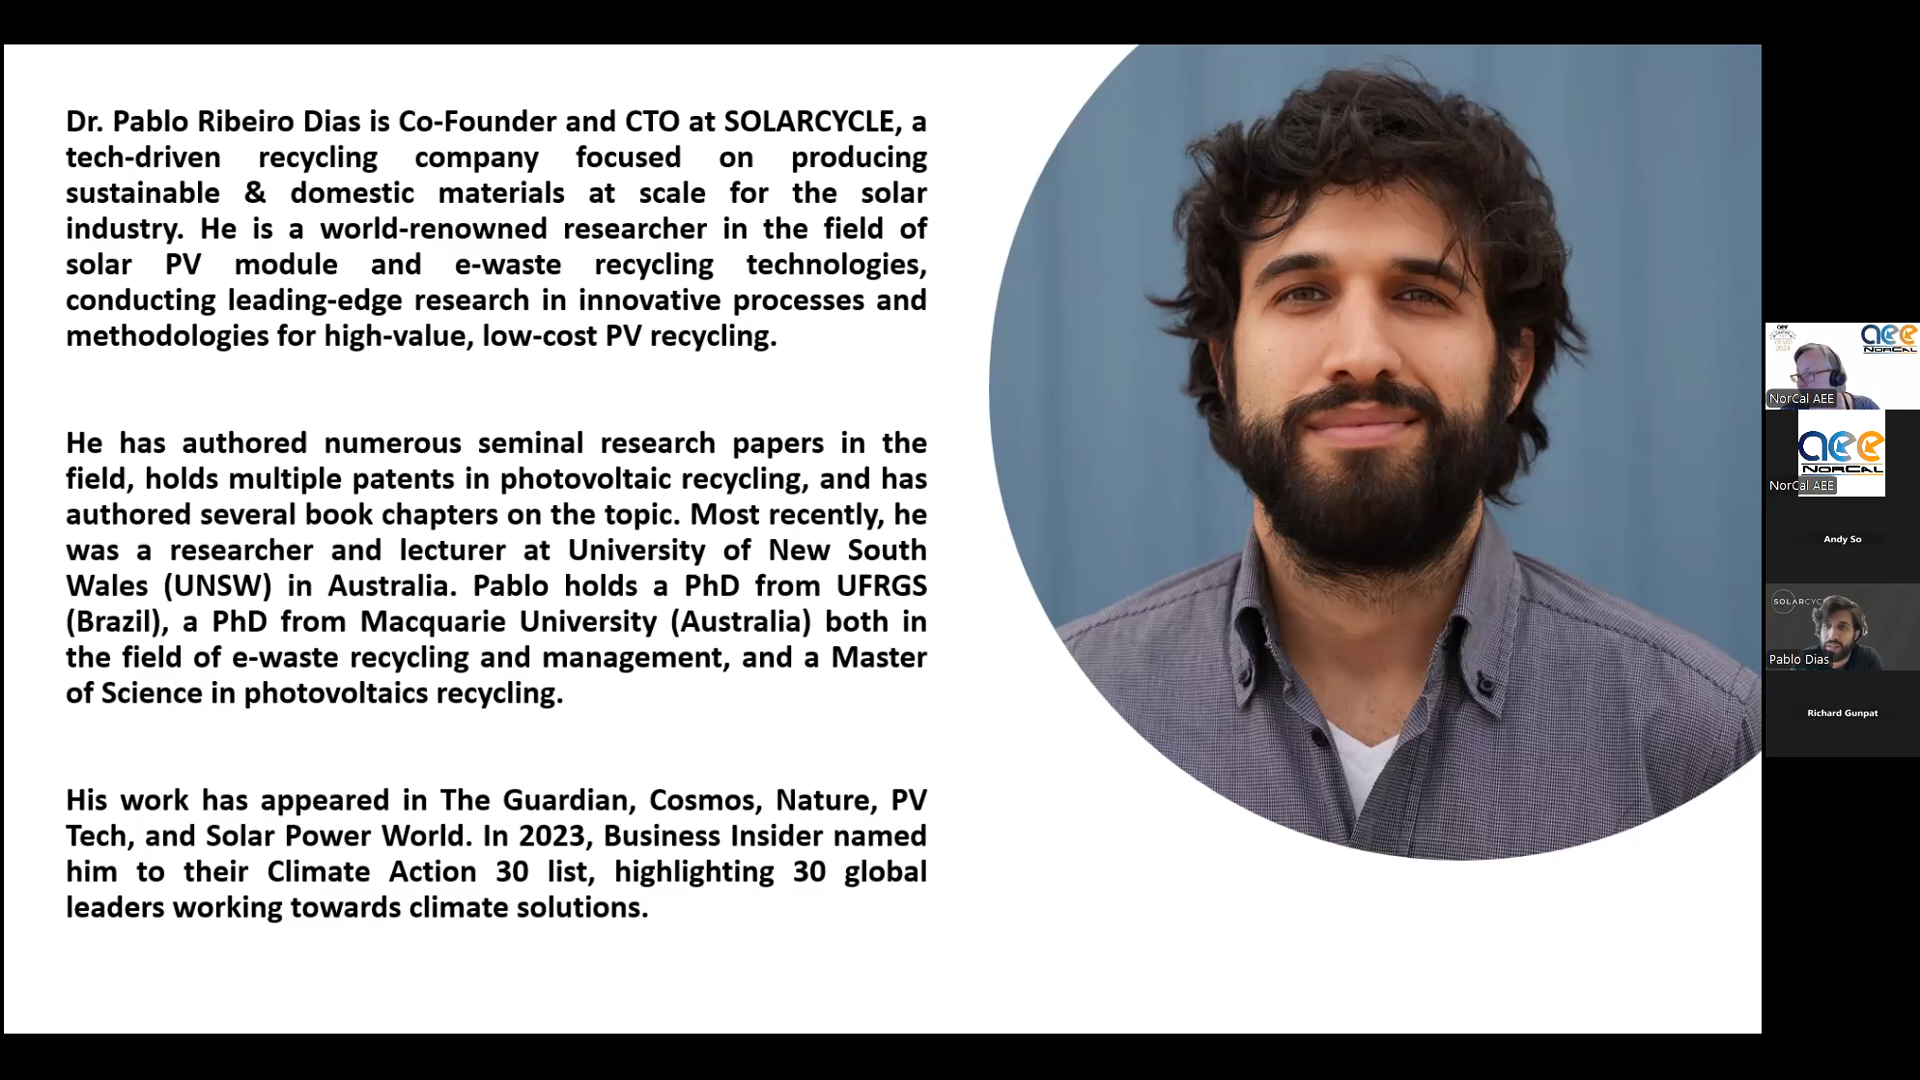 Dr. Pablo Ribeiro Dias is Co-Founder and CTO at SOLARCYCLE, a
tech-driven recycling company focused on producing
sustainable & domestic materials at scale for the solar
industry. He is a world-renowned researcher in the field of
solar PV module and e-waste recycling technologies,
conducting leading-edge research in innovative processes and
methodologies for high-value, low-cost PV recycling.
He has authored numerous seminal research papers in the
field, holds multiple patents in photovoltaic recycling, and has
authored several book chapters on the topic. Most recently, he
was a researcher and lecturer at University of New South
Wales (UNSW) in Australia. Pablo holds a PhD from UFRGS
(Brazil), a PhD from Macquarie University (Australia) both in
the field of e-waste recycling and management, and a Master
of Science in photovoltaics recycling.
His work has appeared in The Guardian, Cosmos, Nature, PV
Tech, and Solar Power World. In 2023, Business Insider named
him to their Climate Action 30 list, highlighting 30 global
leaders working towards climate solutions.
aee
NORCAL
NorCal AEE
aee
NORCAL
NorCal AEE
Andy So
SOLARCYC
Pablo Dias
Richard Gunpat